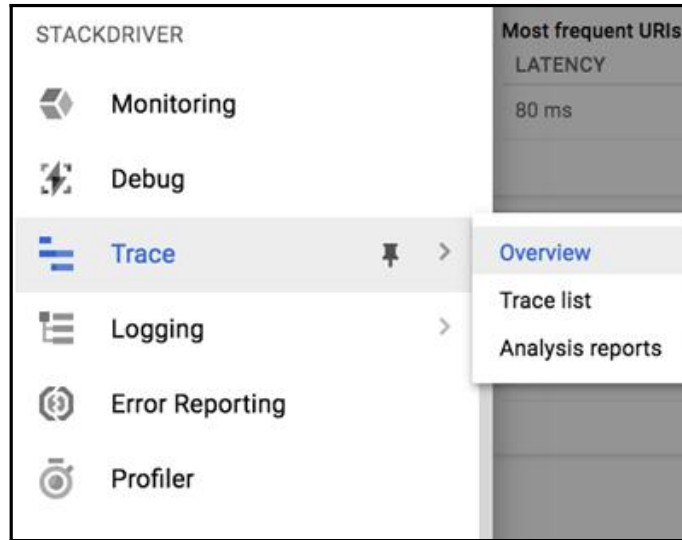 STACKDRIVER
Monitoring
Debug
Trace
Logging
Error Reporting
Profiler
Most frequent URIs
LATENCY
80 ms
Overview
Trace list
Analysis reports